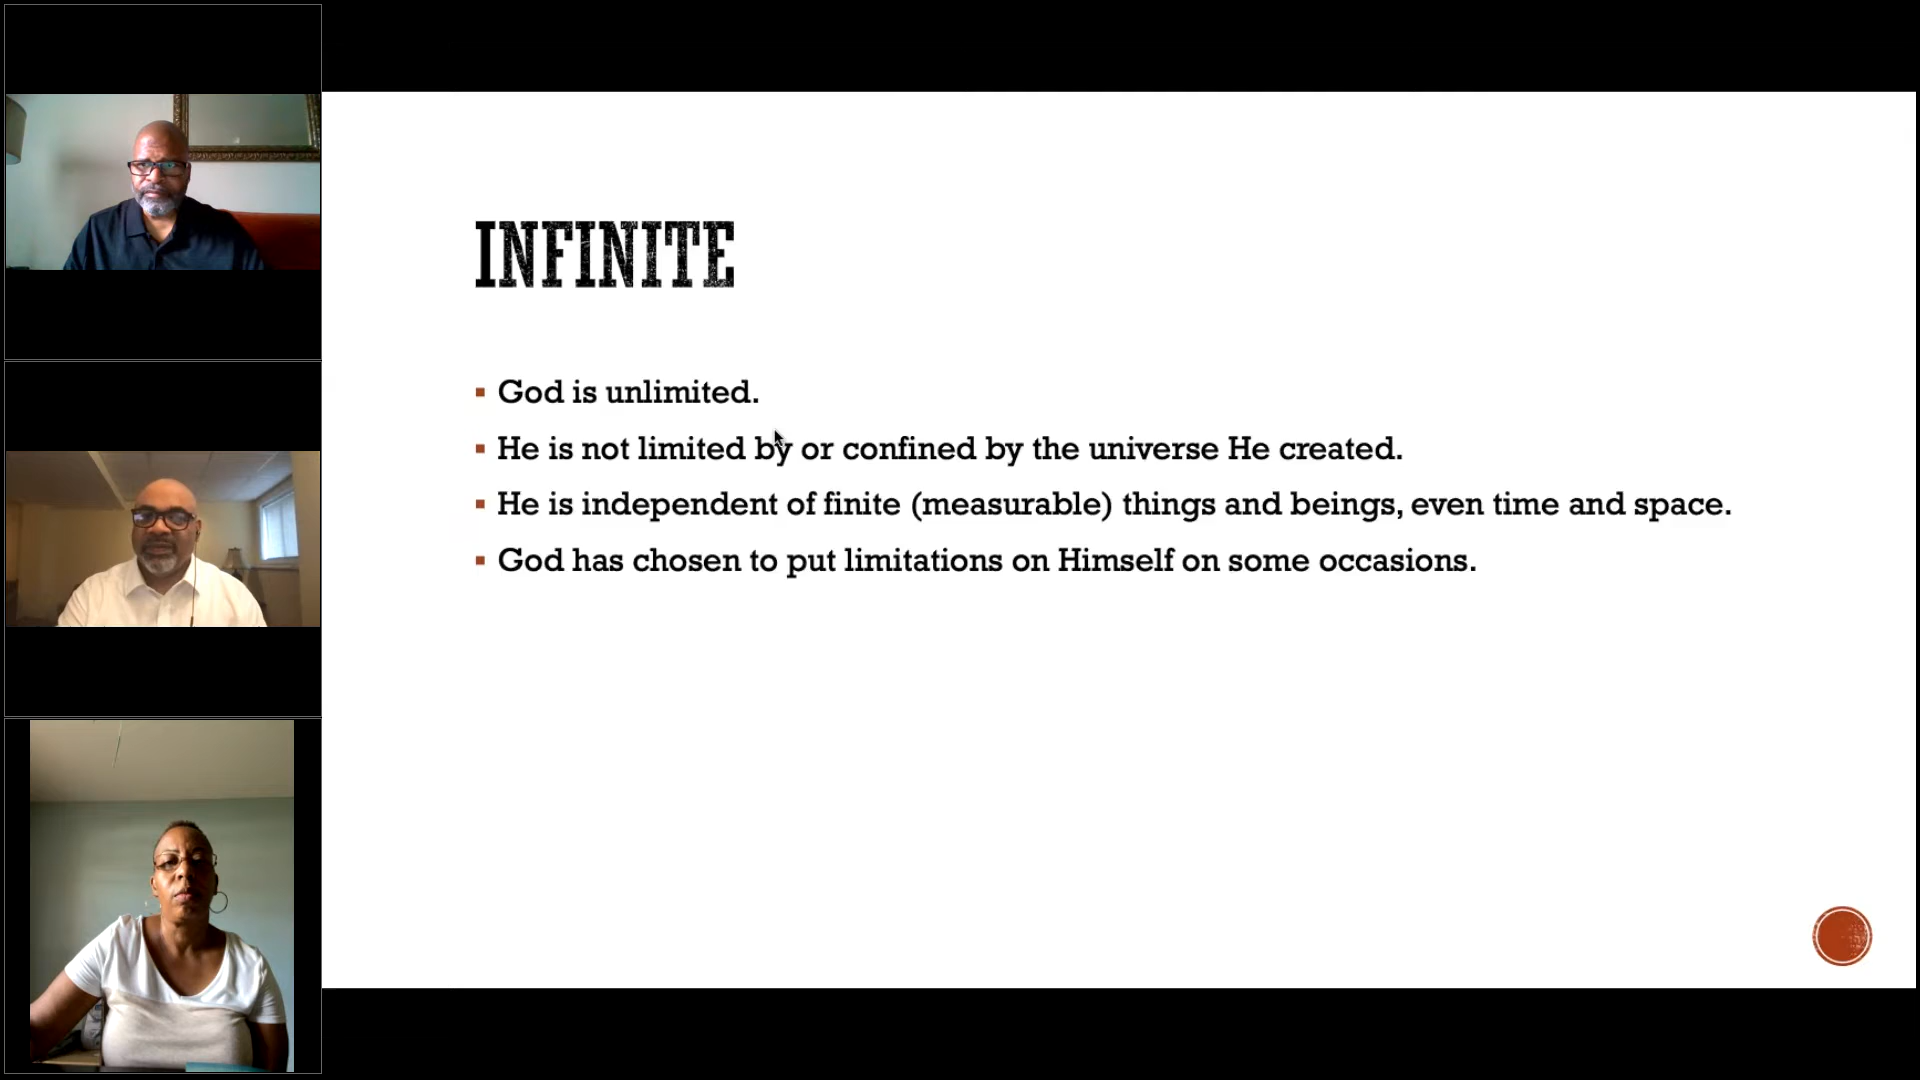 INFINITE
God is unlimited.
He is not limited by or confined by the universe He created.
He is independent of finite (measurable) things and beings, even time and space.
God has chosen to put limitations on Himself on some occasions.